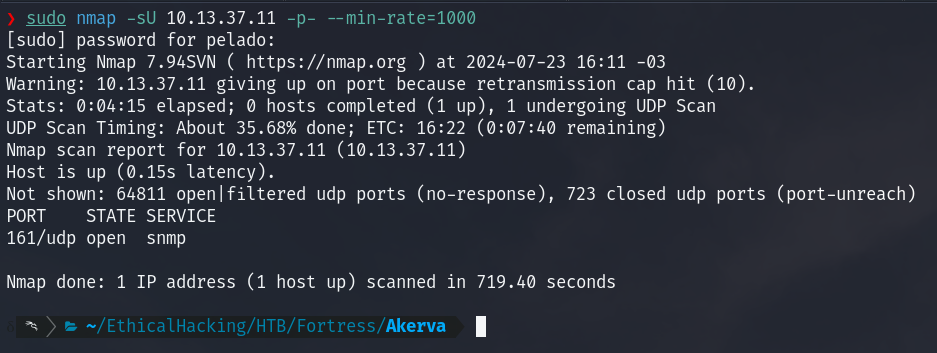 ❯ sudo nmap -sU 10.13.37.11 -p- --min-rate=1000
[sudo] password for pelado:
Starting Nmap 7.94SVN ( https://nmap.org ) at 2024-07-23 16:11 -03
Warning: 10.13.37.11 giving up on port because retransmission cap hit (10).
Stats: 0:04:15 elapsed; 0 hosts completed (1 up), 1 undergoing UDP Scan
UDP Scan Timing: About 35.68% done; ETC: 16:22 (0:07:40 remaining)
Nmap scan report for 10.13.37.11 (10.13.37.11)
Host is up (0.15s latency).
Not shown: 64811 open|filtered udp ports (no-response), 723 closed udp ports (port-unreach)
PORT    STATE SERVICE
161/udp open  snmp
Nmap done: 1 IP address (1 host up) scanned in 719.40 seconds
~/EthicalHacking/HTB/Fortress/Akerva